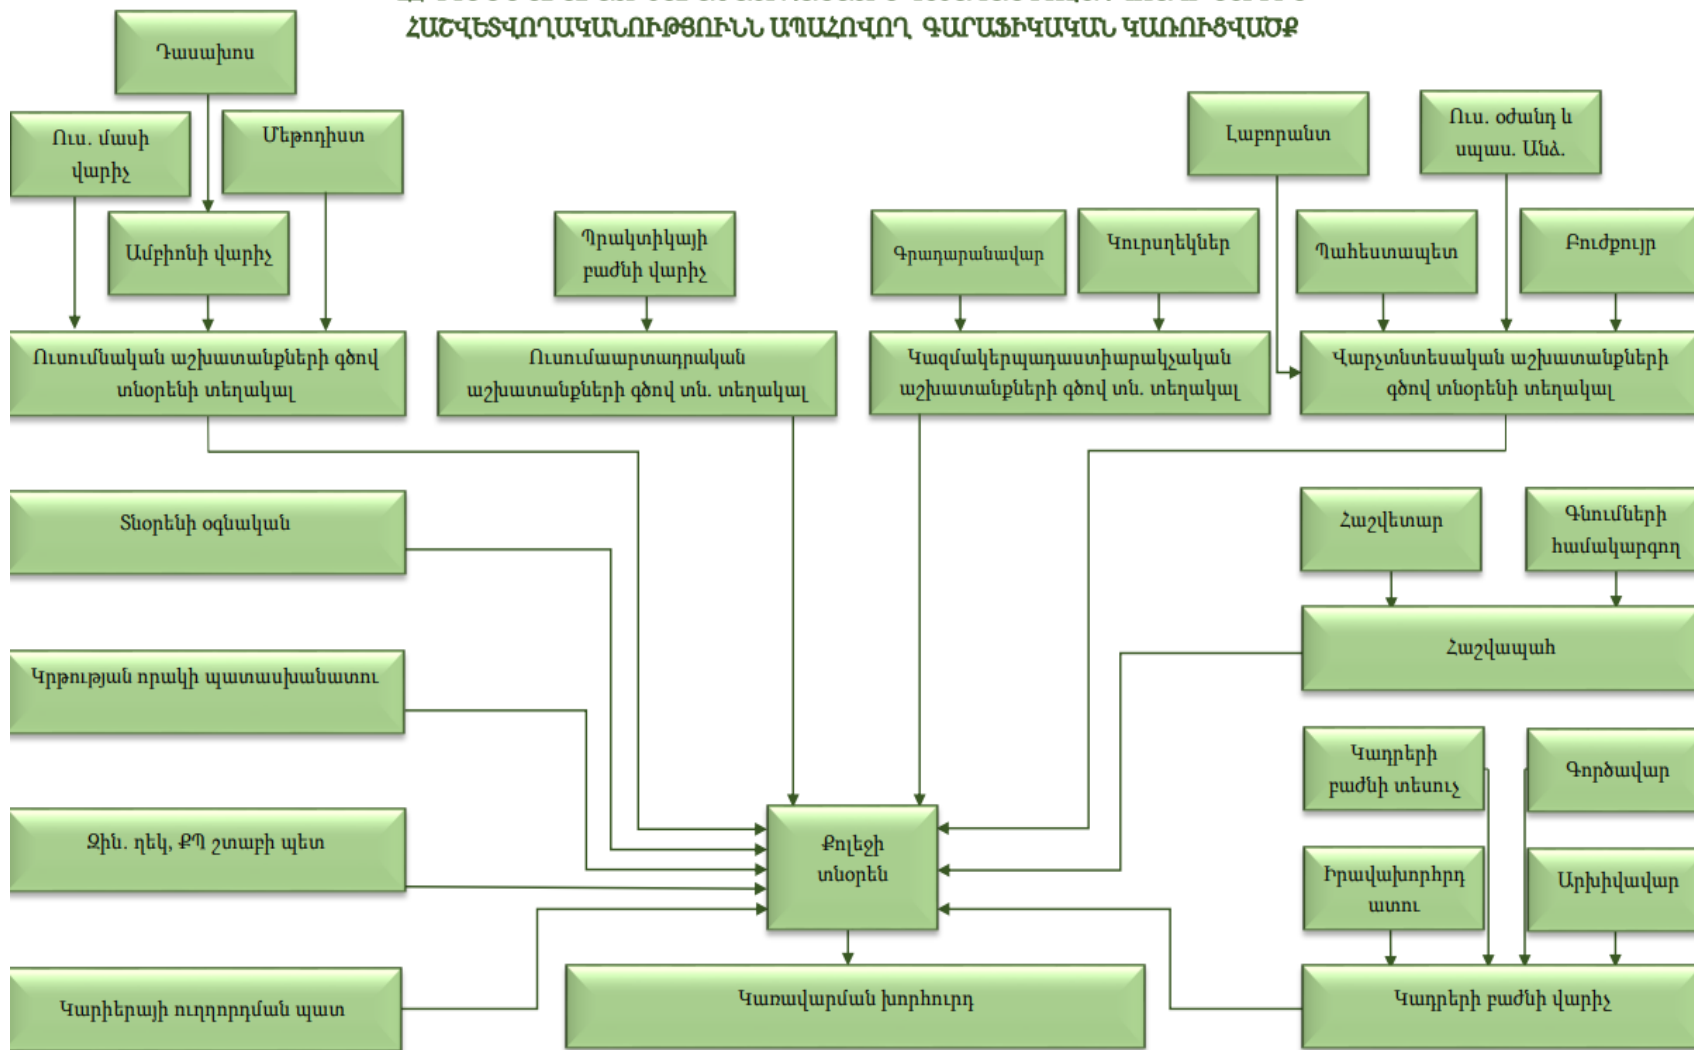 ՀԱՇՎԵՏՎՈՂԱԿԱՆՈՒԹՅՈՒՆՆ ԱՊԱՀՈՎՈՂ ԳԱՐԱՖԻԿԱԿԱՆ ԿԱՌՈՒՑՎԱԾՔ
Դասախոս
Ուս. մասի
վարիչ
Մեթոդիստ
Լաբորանտ
Ուս. օժանդ և
սպաս. Անձ.
Ամբիոնի վարիչ
Պրակտիկայի
բաժնի վարիչ
Գրադարանավար
Կուրսղեկներ
Պահեստապետ
Բուժքույր
Ուսումնական աշխատանքների գծով
տնօրենի տեղակալ
Ուսումաարտադրական
աշխատանքների գծով տն. տեղակալ
Կազմակերպադաստիարակչական
աշխատանքների գծով տն. տեղակալ
Վարչտնտեսական աշխատանքների
գծով տնօրենի տեղակալ
Տնօրենի օգնական
Հաշվետար
Գնումների
համակարգող
Կրթության որակի պատասխանատու
Հաշվապահ
Կադրերի
բաժնի տեսուչ
Գործավար
Զին. ղեկ, ՔՊ շտաբի պետ
Քոլեջի
տնօրեն
Իրավախորհրդ
ատու
Արխիվավար
Կարիերայի ուղղորդման պատ
Կառավարման խորհուրդ
Կադրերի բաժնի վարիչ